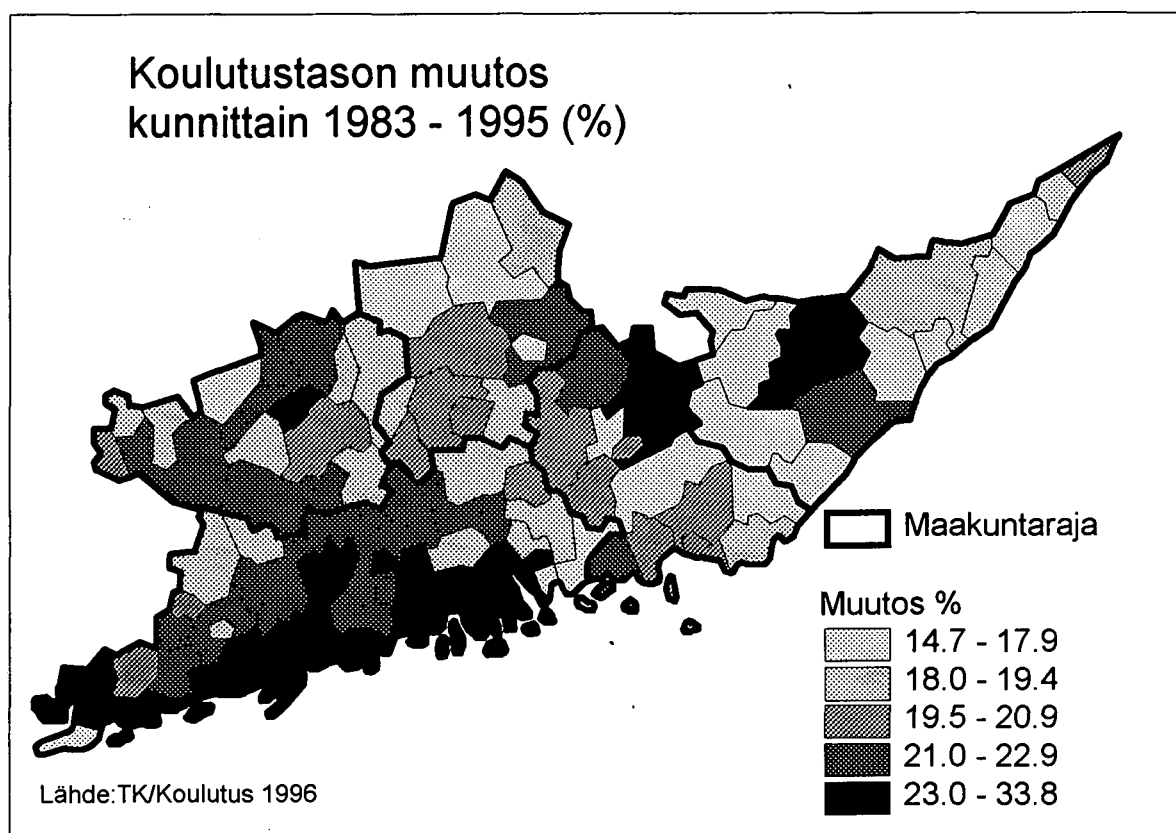 Koulutustason muutos
kunnittain 1983 - 1995 (%)
Maakuntaraja
Muutos %
14.7 - 17.9
18.0 - 19.4
19.5 - 20.9
21.0 - 22.9
23.0 - 33.8
Lähde:TK/Koulutus 1996